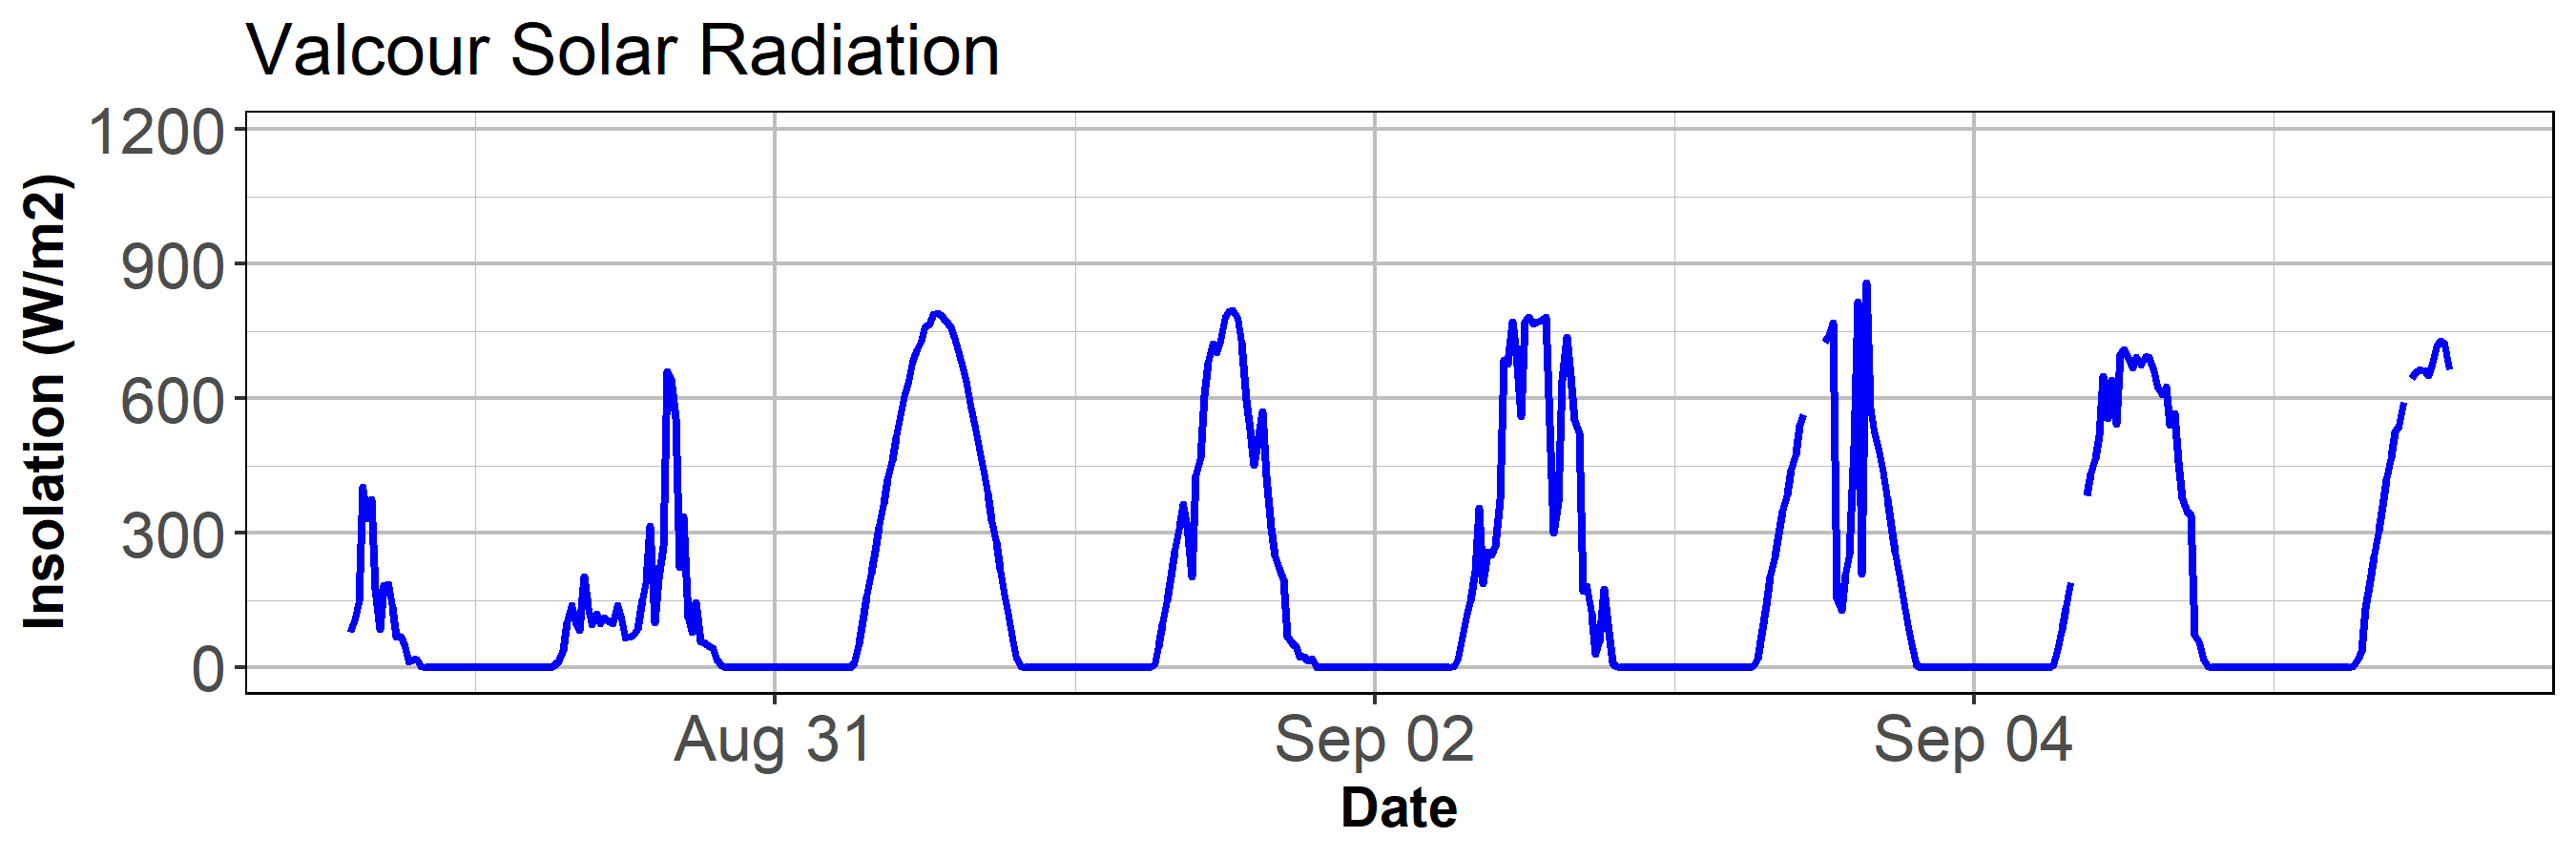 Valcour Solar Radiation
1200
900
600
300
0
Insolation (W/m2)
Aug 31
Sep 02
Sep 04
Date